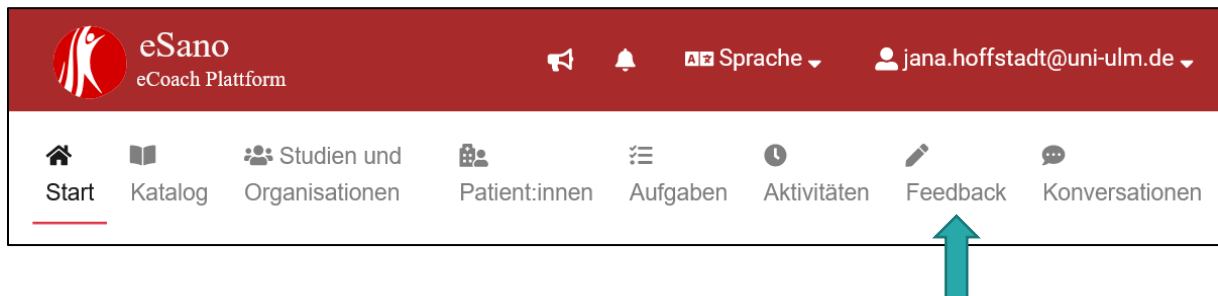 eSano
eCoach Plattform
Sprache
jana.hoffstadt@uni-ulm.de
Start
Katalog
Studien und
Organisationen
Patient:innen
Aufgaben
Aktivitäten
Feedback
Konversationen